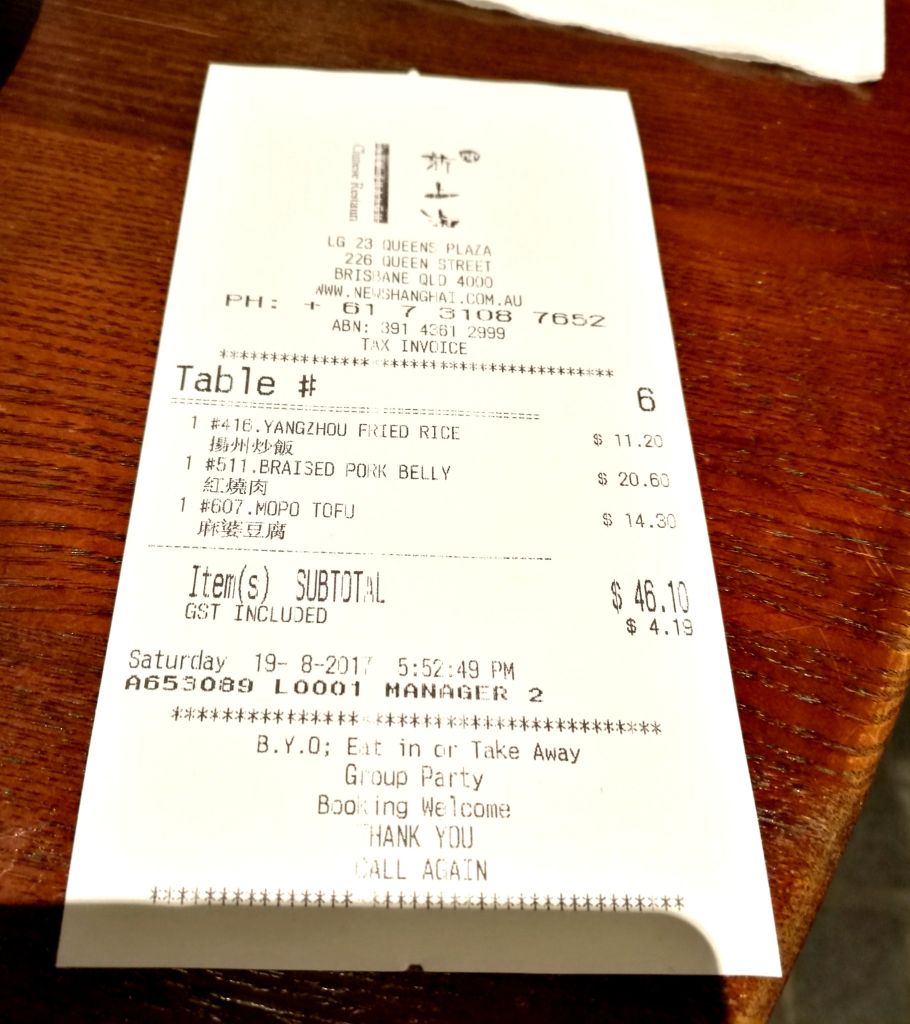 Chinese Restaurant
新上海
LG 23 QUEENS PLAZA
226 QUEEN STREET
BRISBANE QLD 4000
WWW.NEWSHANGHAI.COM.AU
PH: + 61 7 3108 7652
ABN: 391 4361 2999
TAX INVOICE
****************************************
Table # 6
1 #416.YANGZHOU FRIED RICE $ 11.20
揚州炒飯
1 #511.BRAISED PORK BELLY $ 20.60
紅燒肉
1 #607.MOPO TOFU $ 14.30
麻婆豆腐
Item(s) SUBTOTAL $ 46.10
GST INCLUDED $ 4.19
Saturday 19- 8-2017 5:52:49 PM
A653089 L0001 MANAGER 2
****************************************
B.Y.O; Eat in or Take Away
Group Party
Booking Welcome
THANK YOU
CALL AGAIN
****************************************